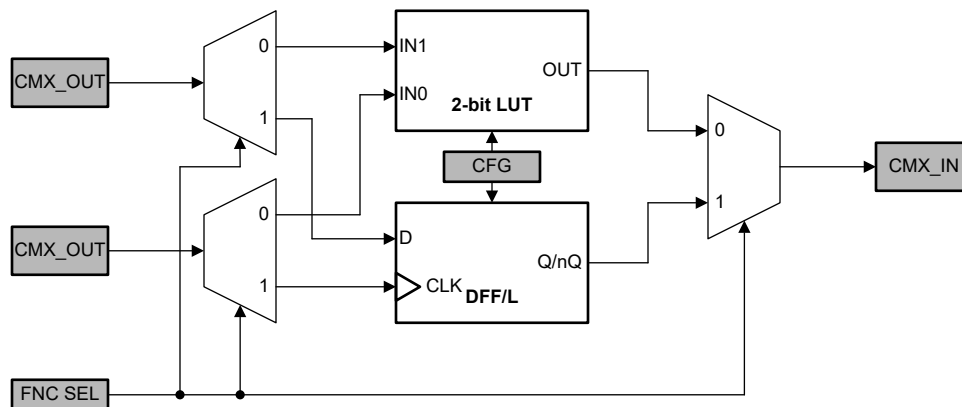 CMX_OUT
0
1
IN1
IN0
OUT
2-bit LUT
CFG
0
1
CMX_IN
CMX_OUT
0
1
D
CLK
Q/nQ
DFF/L
FNC SEL